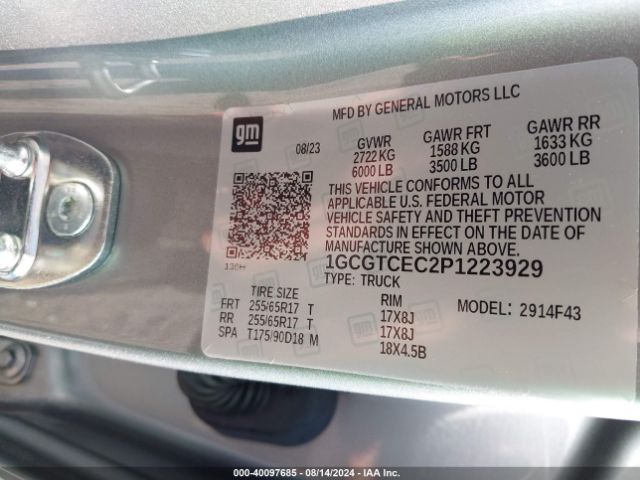 MFD BY GENERAL MOTORS LLC
gm
08/23
GVWR GAWR FRT GAWR RR
2722 KG 1588 KG 1633 KG
6000 LB 3500 LB 3600 LB
THIS VEHICLE CONFORMS TO ALL
APPLICABLE U.S. FEDERAL MOTOR
VEHICLE SAFETY AND THEFT PREVENTION
STANDARDS IN EFFECT ON THE DATE OF
MANUFACTURE SHOWN ABOVE.
1GCGTCEC2P1223929
TYPE: TRUCK
TIRE SIZE RIM MODEL: 2914F43
FRT 255/65R17 T 17X8J
RR 255/65R17 T 17X8J
SPA T175/90D18 M 18X4.5B
000-40097685 - 08/14/2024 - IAA Inc.